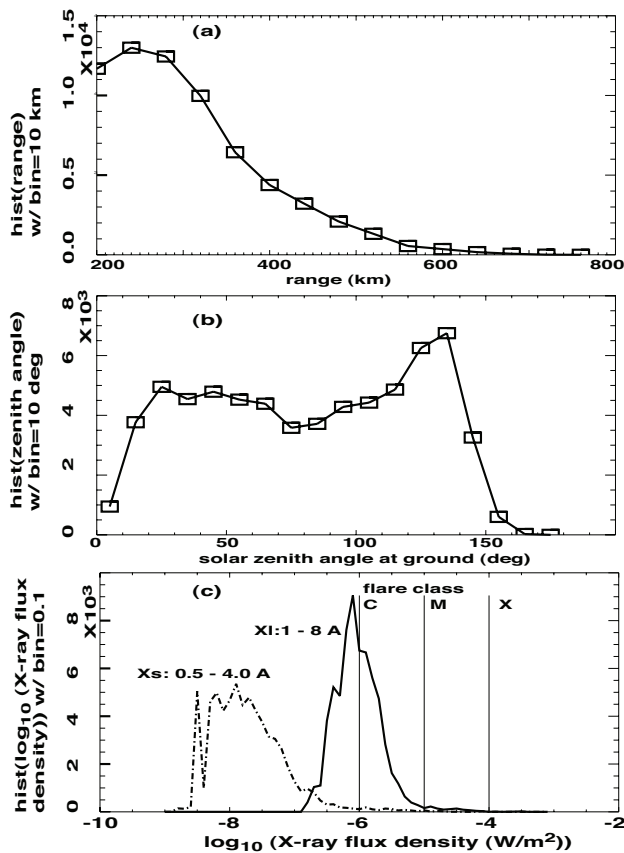 (a)
1.5
X10⁴
1.0
0.5
0.0
hist(range)
w/ bin=10 km
200
400
600
800
range (km)
(b)
8
X10³
6
4
2
0
hist(zenith angle)
w/ bin=10 deg
0
50
100
150
solar zenith angle at ground (deg)
(c)
flare class
C
M
X
Xl:1 - 8 A
Xs: 0.5 - 4.0 A
8
X10³
6
4
2
0
hist(log₁₀ (X-ray flux
density)) w/ bin=0.1
-10
-8
-6
-4
-2
log₁₀ (X-ray flux density (W/m²))